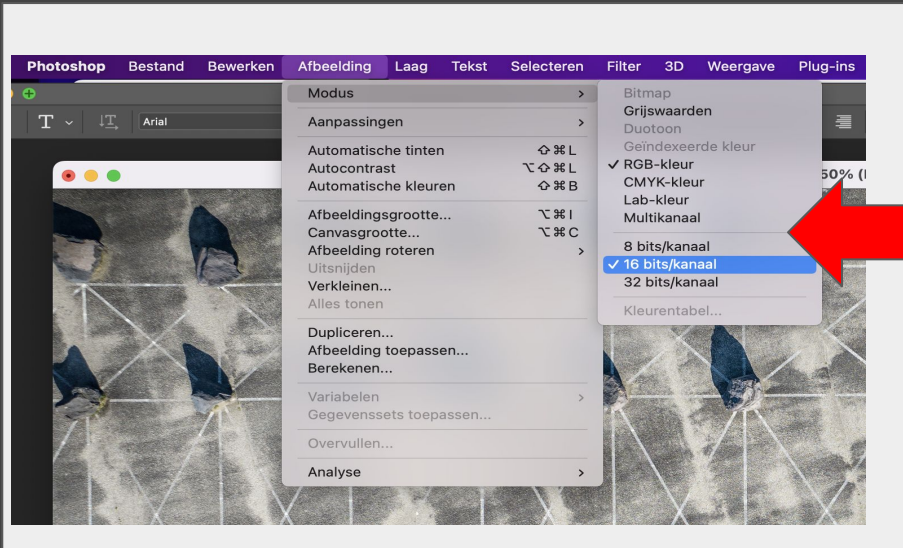 Photoshop Bestand Bewerken Afbeelding Laag Tekst Selecteren Filter 3D Weergave Plug-ins
T Arial
50% (
Modus >
Aanpassingen >
Automatische tinten ⇧⌘L
Autocontrast ⌥⇧⌘L
Automatische kleuren ⇧⌘B
Afbeeldingsgrootte... ⌥⌘I
Canvasgrootte... ⌥⌘C
Afbeelding roteren >
Uitsnijden
Verkleinen...
Alles tonen
Dupliceren...
Afbeelding toepassen...
Berekenen...
Variabelen >
Gegevenssets toepassen...
Overvullen...
Analyse >
Bitmap
Grijswaarden
Duotoon
Geïndexeerde kleur
✓ RGB-kleur
CMYK-kleur
Lab-kleur
Multikanaal
8 bits/kanaal
✓ 16 bits/kanaal
32 bits/kanaal
Kleurentabel...